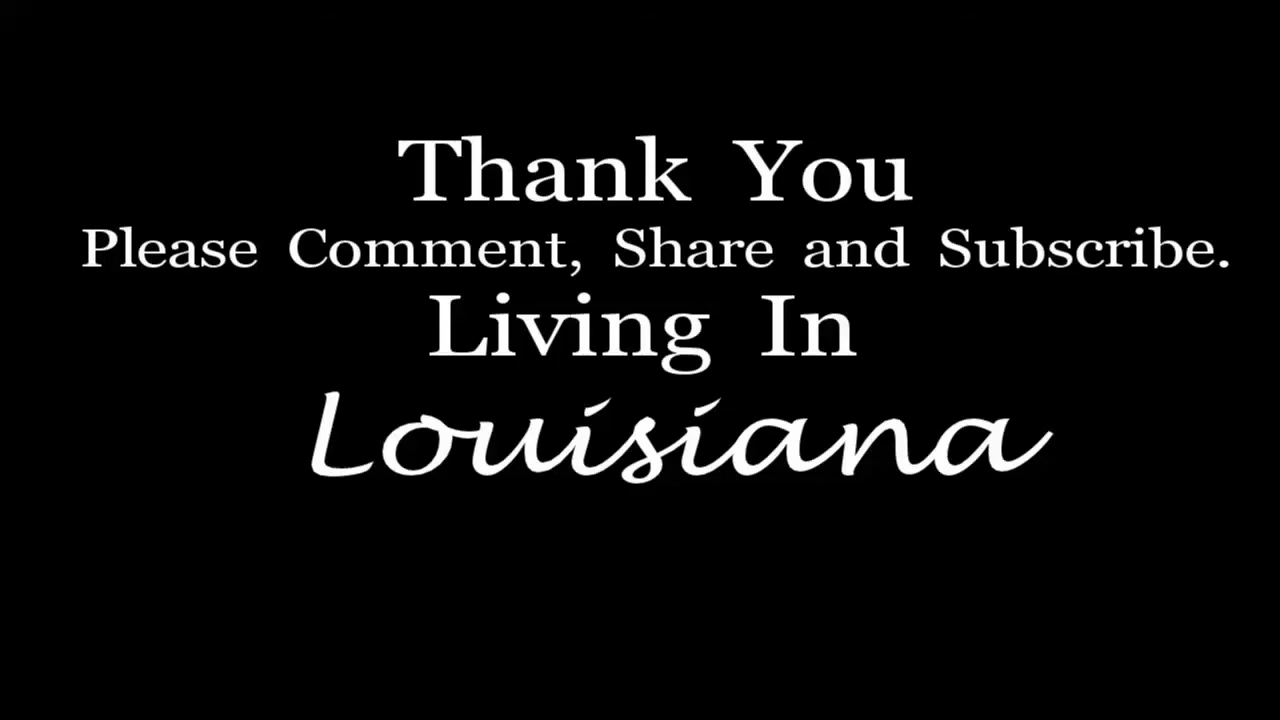 Thank You
Please Comment, Share and Subscribe.
Living In
Louisiana